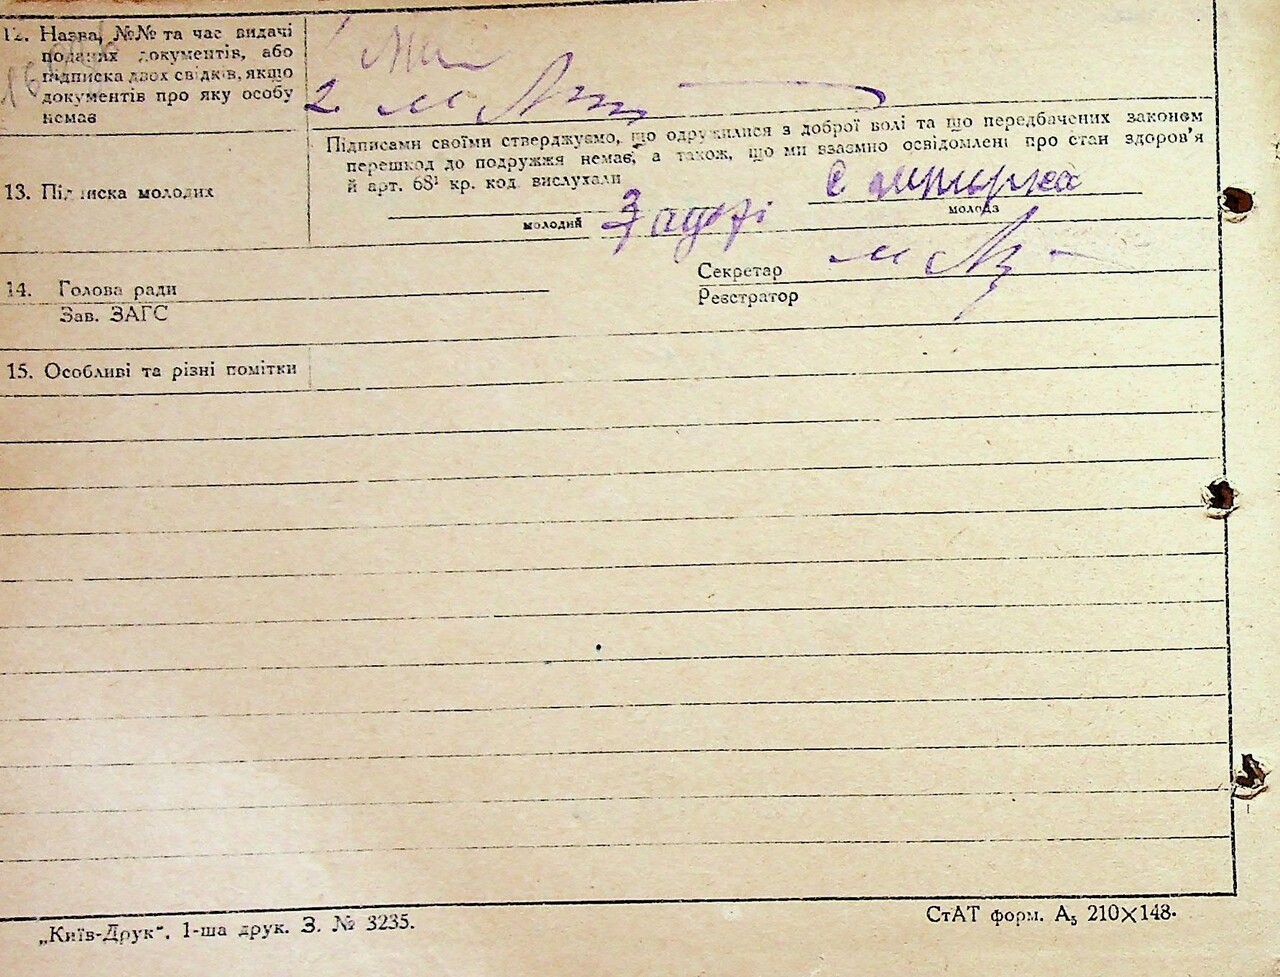 12. Назва, №№ та час видачі
поданих документів, або
підписка двох свідків, якщо
документів про яку особу
немає
2.
Підписами своїми стверджуємо, що одружилися з доброї волі та що передбачених законом
перешкод до подружжя немає, а також, що ми взаємно освідомлені про стан здоров'я
й арт. 68¹ кр. код. вислухали
13. Підписка молодих
молодий
молода
14. Голова ради
Зав. ЗАГС
Секретар
Реєстратор
15. Особливі та різні помітки
„Київ-Друк“. 1-ша друк. З. № 3235.
СтАТ форм. А₅ 210×148.